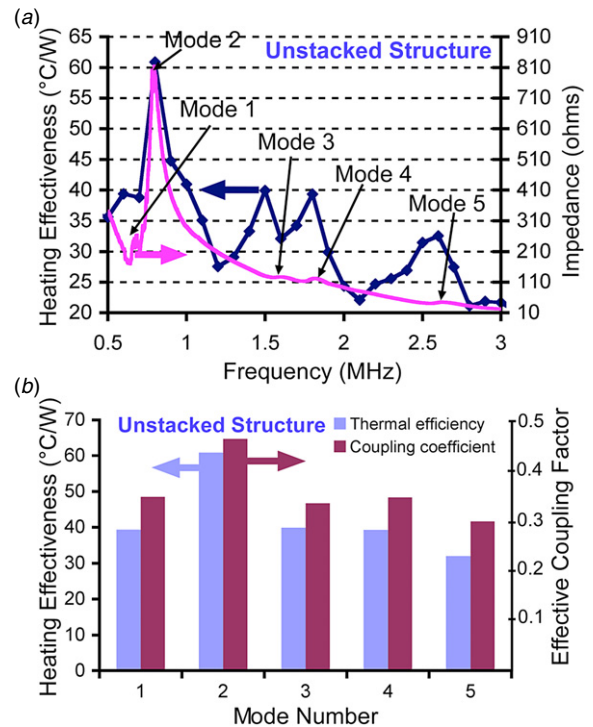 (a)
Unstacked Structure
Heating Effectiveness (°C/W)
65
60
55
50
45
40
35
30
25
20
Impedance (ohms)
910
810
710
610
510
410
310
210
110
10
Mode 1
Mode 2
Mode 3
Mode 4
Mode 5
0.5
1
1.5
2
2.5
3
Frequency (MHz)
(b)
Unstacked Structure
Thermal efficiency
Coupling coefficient
Heating Effectiveness (°C/W)
70
60
50
40
30
20
10
0
Effective Coupling Factor
0.5
0.4
0.3
0.2
0.1
1
2
3
4
5
Mode Number